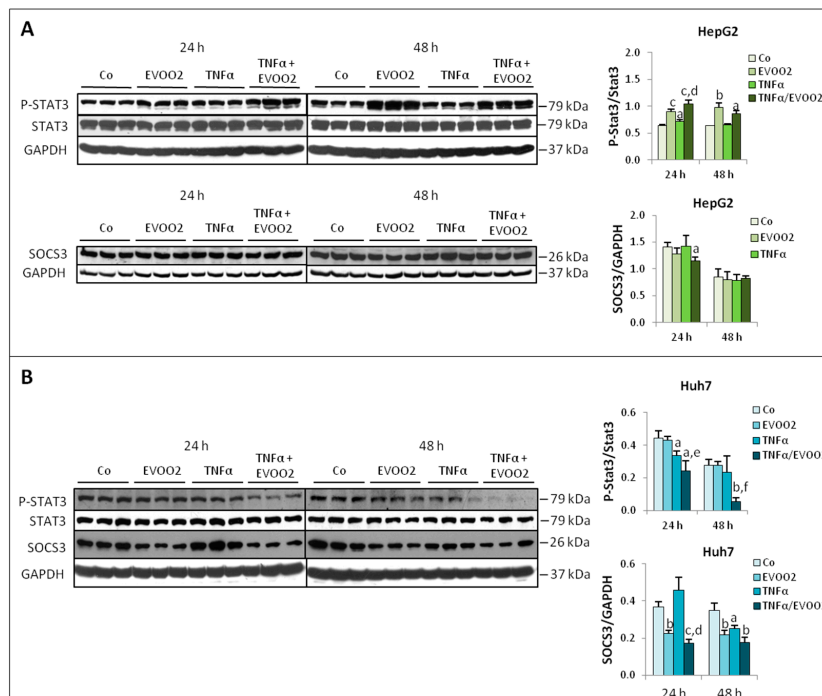 A
24 h
48 h
Co EVOO2 TNFα TNFα + EVOO2 Co EVOO2 TNFα TNFα + EVOO2
P-STAT3 –79 kDa
STAT3 –79 kDa
GAPDH –37 kDa
HepG2
P-Stat3/Stat3
2.0
1.5
1.0
0.5
0.0
c a c,d b a
24 h 48 h
Co
EVOO2
TNFα
TNFα/EVOO2
24 h
48 h
Co EVOO2 TNFα TNFα + EVOO2 Co EVOO2 TNFα TNFα + EVOO2
SOCS3 –26 kDa
GAPDH –37 kDa
HepG2
SOCS3/GAPDH
2.0
1.5
1.0
0.5
0.0
a
24 h 48 h
Co
EVOO2
TNFα
B
24 h
48 h
Co EVOO2 TNFα TNFα + EVOO2 Co EVOO2 TNFα TNFα + EVOO2
P-STAT3 –79 kDa
STAT3 –79 kDa
SOCS3 –26 kDa
GAPDH –37 kDa
Huh7
P-Stat3/Stat3
0.6
0.4
0.2
0.0
a a,e b,f
24 h 48 h
Co
EVOO2
TNFα
TNFα/EVOO
Huh7
SOCS3/GAPDH
0.6
0.4
0.2
0.0
b c,d b a b
24 h 48 h
Co
EVOO2
TNFα
TNFα/EVOO